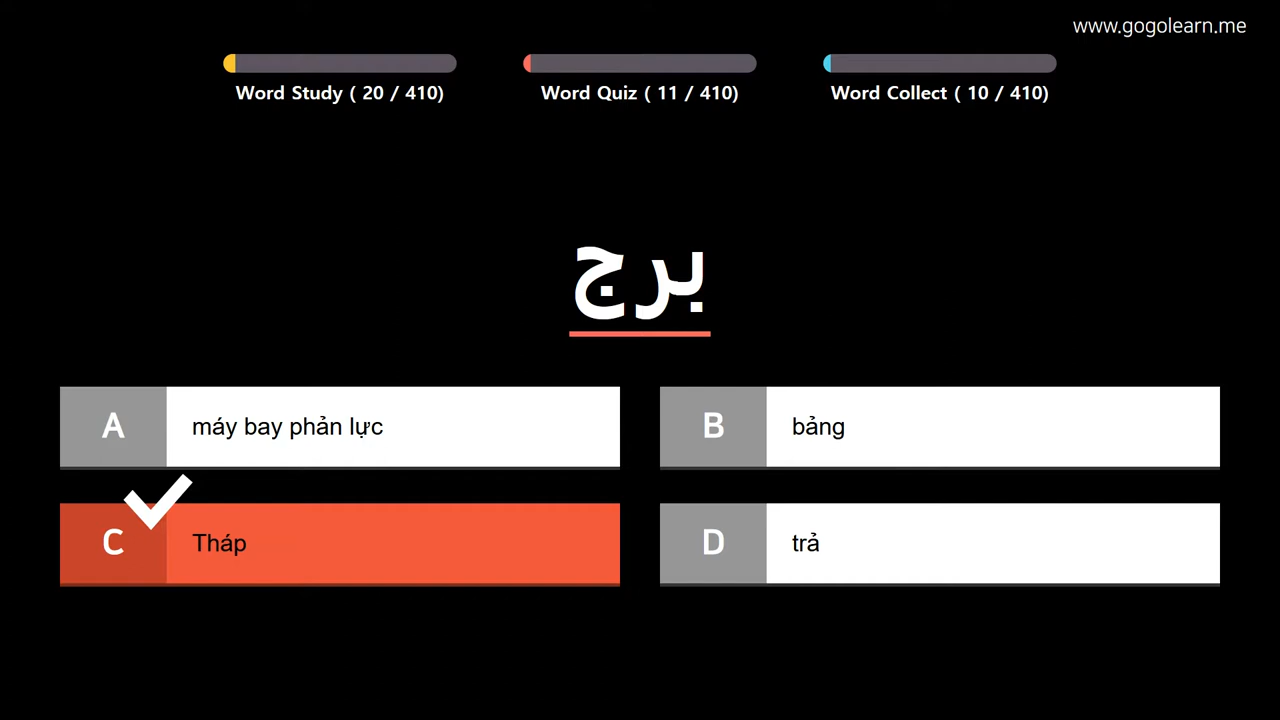 www.gogolearn.me
Word Study ( 20 / 410)
Word Quiz ( 11 / 410)
Word Collect ( 10 / 410)
برج
A
máy bay phản lực
B
bảng
C
Tháp
D
trả